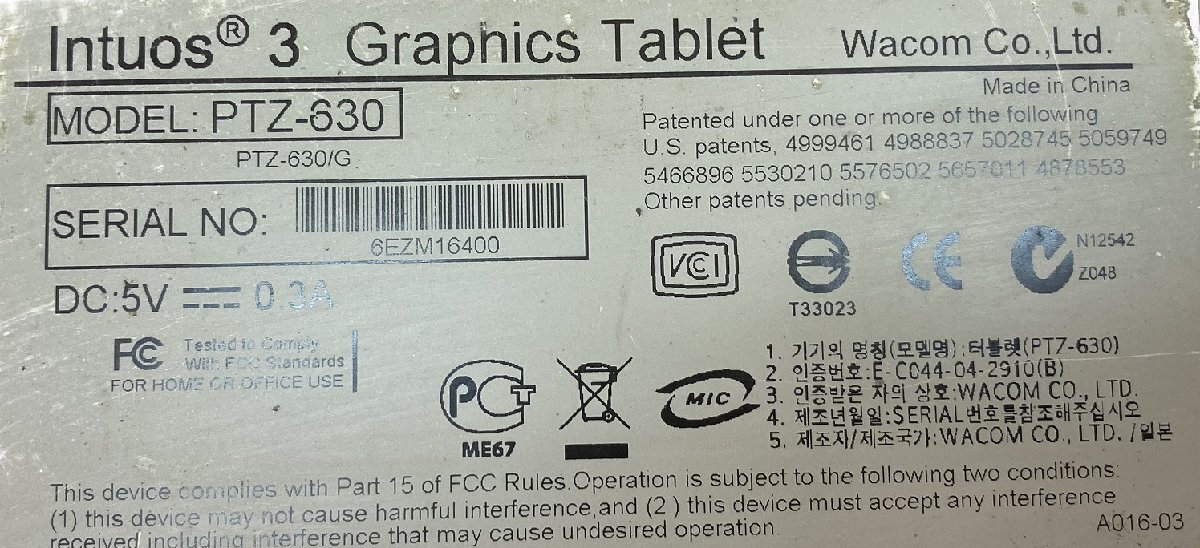 Intuos® 3 Graphics Tablet Wacom Co.,Ltd.
Made in China
MODEL: PTZ-630
PTZ-630/G
SERIAL NO:
6EZM16400
DC:5V 0.3A
Patented under one or more of the following
U.S. patents, 4999461 4988837 5028745 5059749
5466896 5530210 5576502 5657011 4878553
Other patents pending.
VCI
T33023
CE
N12542
Z048
FC
Tested to Comply
With FCC Standards
FOR HOME OR OFFICE USE
PCT
ME67
MIC
1. 기기의 명칭(모델명):터블렛(PTZ-630)
2. 인증번호:E-C044-04-2910(B)
3. 인증받은 자의 상호:WACOM CO., LTD.
4. 제조년월일:SERIAL번호를참조해주십시오
5. 제조자/제조국가:WACOM CO., LTD. /일본
This device complies with Part 15 of FCC Rules.Operation is subject to the following two conditions:
(1) this device may not cause harmful interference,and (2 ) this device must accept any interference
received including interference that may cause undesired operation.
A016-03